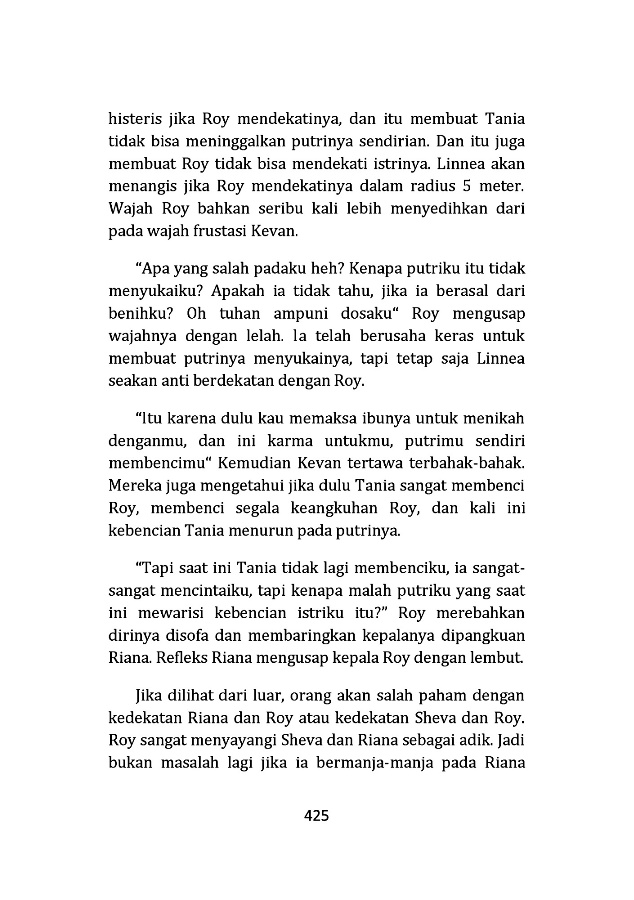 histeris jika Roy mendekatinya, dan itu membuat Tania
tidak bisa meninggalkan putrinya sendirian. Dan itu juga
membuat Roy tidak bisa mendekati istrinya. Linnea akan
menangis jika Roy mendekatinya dalam radius 5 meter.
Wajah Roy bahkan seribu kali lebih menyedihkan dari
pada wajah frustasi Kevan.
“Apa yang salah padaku heh? Kenapa putriku itu tidak
menyukaiku? Apakah ia tidak tahu, jika ia berasal dari
benihku? Oh tuhan ampuni dosaku“ Roy mengusap
wajahnya dengan lelah. Ia telah berusaha keras untuk
membuat putrinya menyukainya, tapi tetap saja Linnea
seakan anti berdekatan dengan Roy.
“Itu karena dulu kau memaksa ibunya untuk menikah
denganmu, dan ini karma untukmu, putrimu sendiri
membencimu“ Kemudian Kevan tertawa terbahak-bahak.
Mereka juga mengetahui jika dulu Tania sangat membenci
Roy, membenci segala keangkuhan Roy, dan kali ini
kebencian Tania menurun pada putrinya.
“Tapi saat ini Tania tidak lagi membenciku, ia sangat-
sangat mencintaiku, tapi kenapa malah putriku yang saat
ini mewarisi kebencian istriku itu?” Roy merebahkan
dirinya disofa dan membaringkan kepalanya dipangkuan
Riana. Refleks Riana mengusap kepala Roy dengan lembut.
Jika dilihat dari luar, orang akan salah paham dengan
kedekatan Riana dan Roy atau kedekatan Sheva dan Roy.
Roy sangat menyayangi Sheva dan Riana sebagai adik. Jadi
bukan masalah lagi jika ia bermanja-manja pada Riana
425